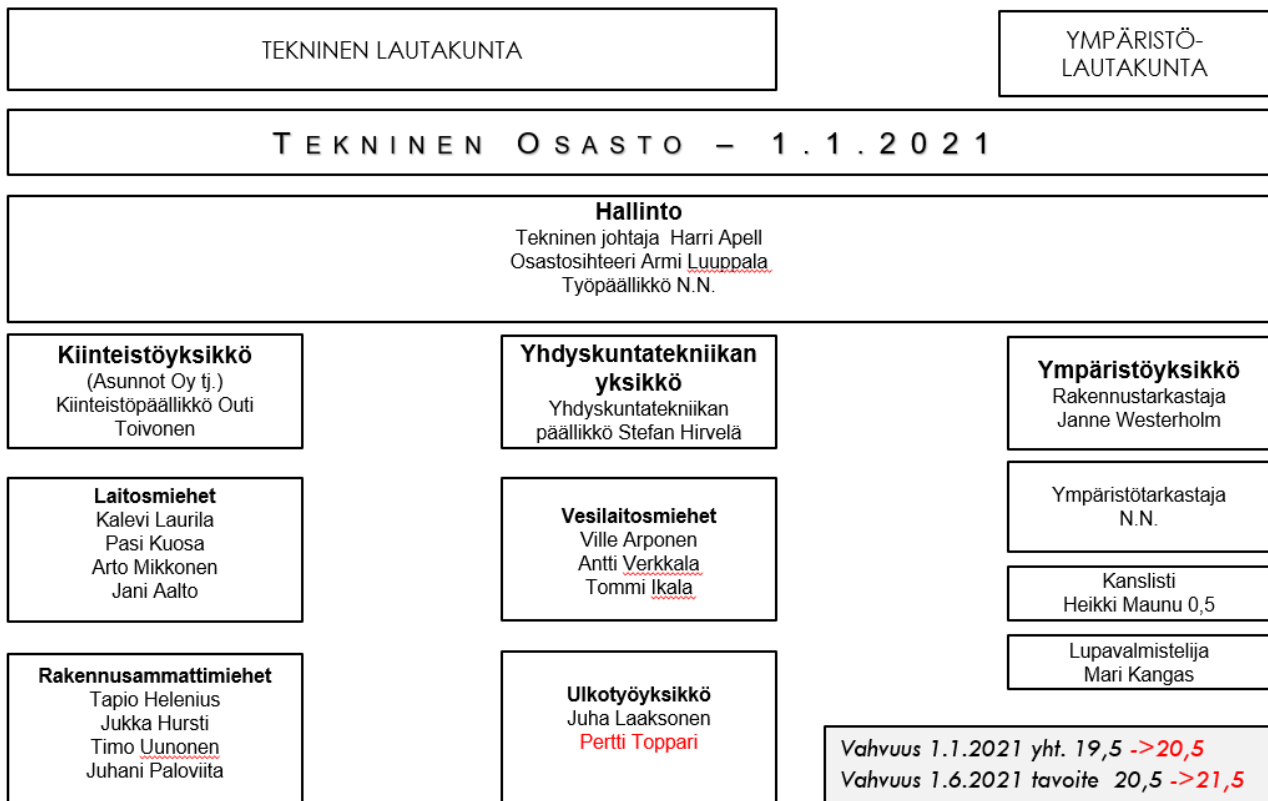 TEKNINEN LAUTAKUNTA
YMPÄRISTÖ-
LAUTAKUNTA
TEKNINEN OSASTO – 1.1.2021
Hallinto
Tekninen johtaja Harri Apell
Osastosihteeri Armi Luuppala
Työpäällikkö N.N.
Kiinteistöyksikkö
(Asunnot Oy tj.)
Kiinteistöpäällikkö Outi
Toivonen
Laitosmiehet
Kalevi Laurila
Pasi Kuosa
Arto Mikkonen
Jani Aalto
Rakennusammattimiehet
Tapio Helenius
Jukka Hursti
Timo Uunonen
Juhani Paloviita
Yhdyskuntatekniikan
yksikkö
Yhdyskuntatekniikan
päällikkö Stefan Hirvelä
Vesilaitosmiehet
Ville Arponen
Antti Verkkala
Tommi Ikala
Ulkotyöyksikkö
Juha Laaksonen
Pertti Toppari
Ympäristöyksikkö
Rakennustarkastaja
Janne Westerholm
Ympäristötarkastaja
N.N.
Kanslisti
Heikki Maunu 0,5
Lupavalmistelija
Mari Kangas
Vahvuus 1.1.2021 yht. 19,5 ->20,5
Vahvuus 1.6.2021 tavoite 20,5 ->21,5